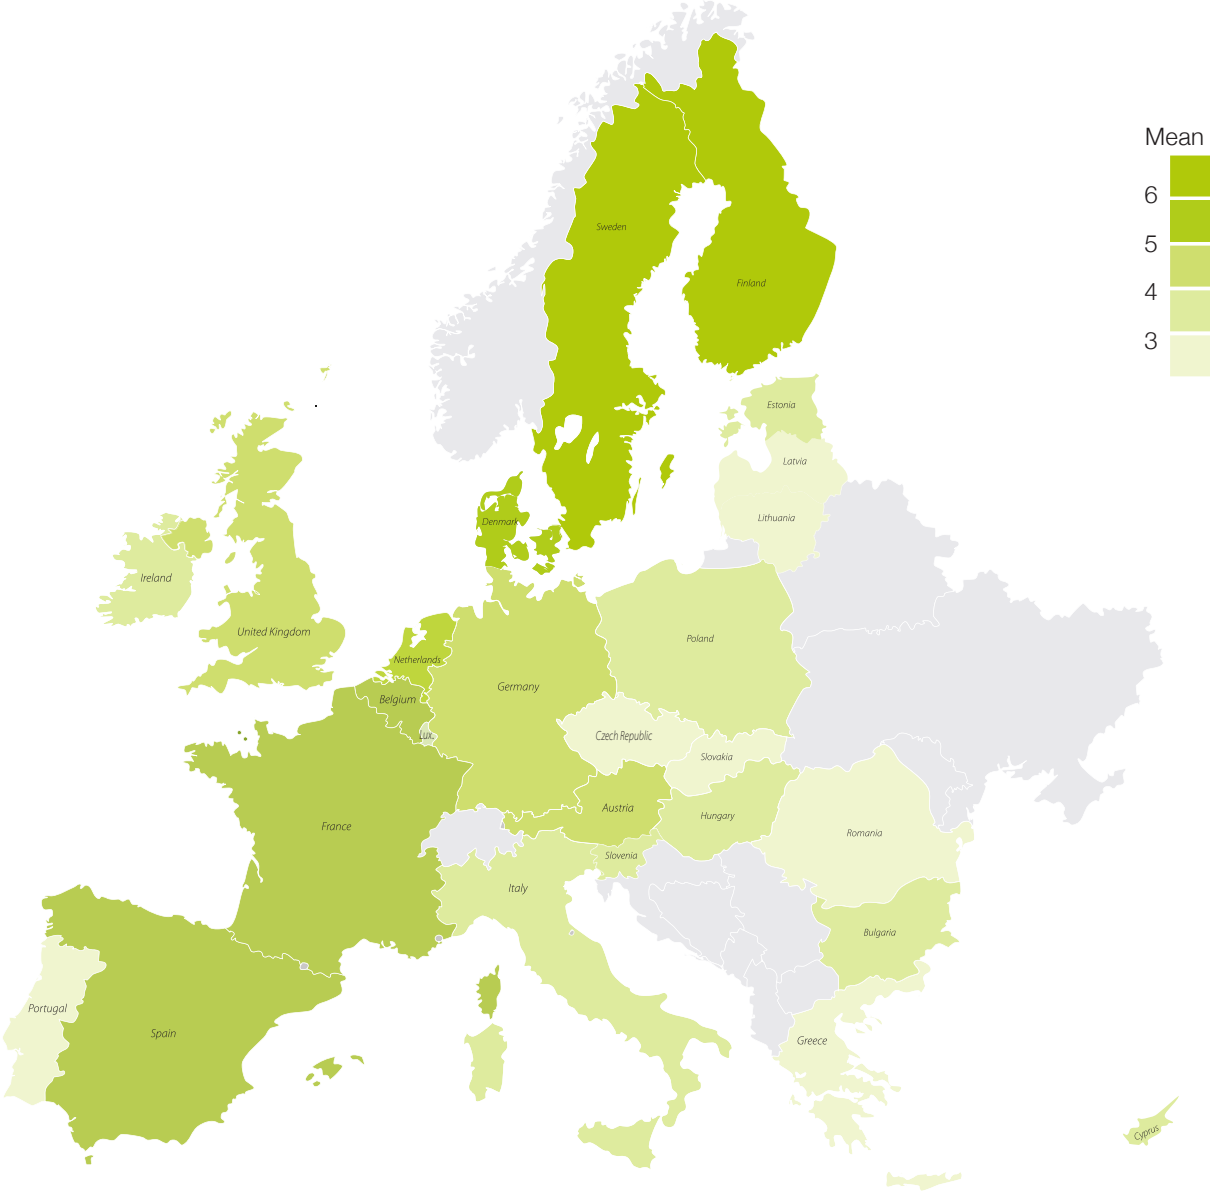 Mean
6
5
4
3
Sweden
Finland
Estonia
Latvia
Lithuania
Denmark
Ireland
United Kingdom
Netherlands
Poland
Belgium
Germany
Lux.
Czech Republic
Slovakia
Austria
Hungary
France
Romania
Slovenia
Italy
Bulgaria
Portugal
Spain
Greece
Cyprus